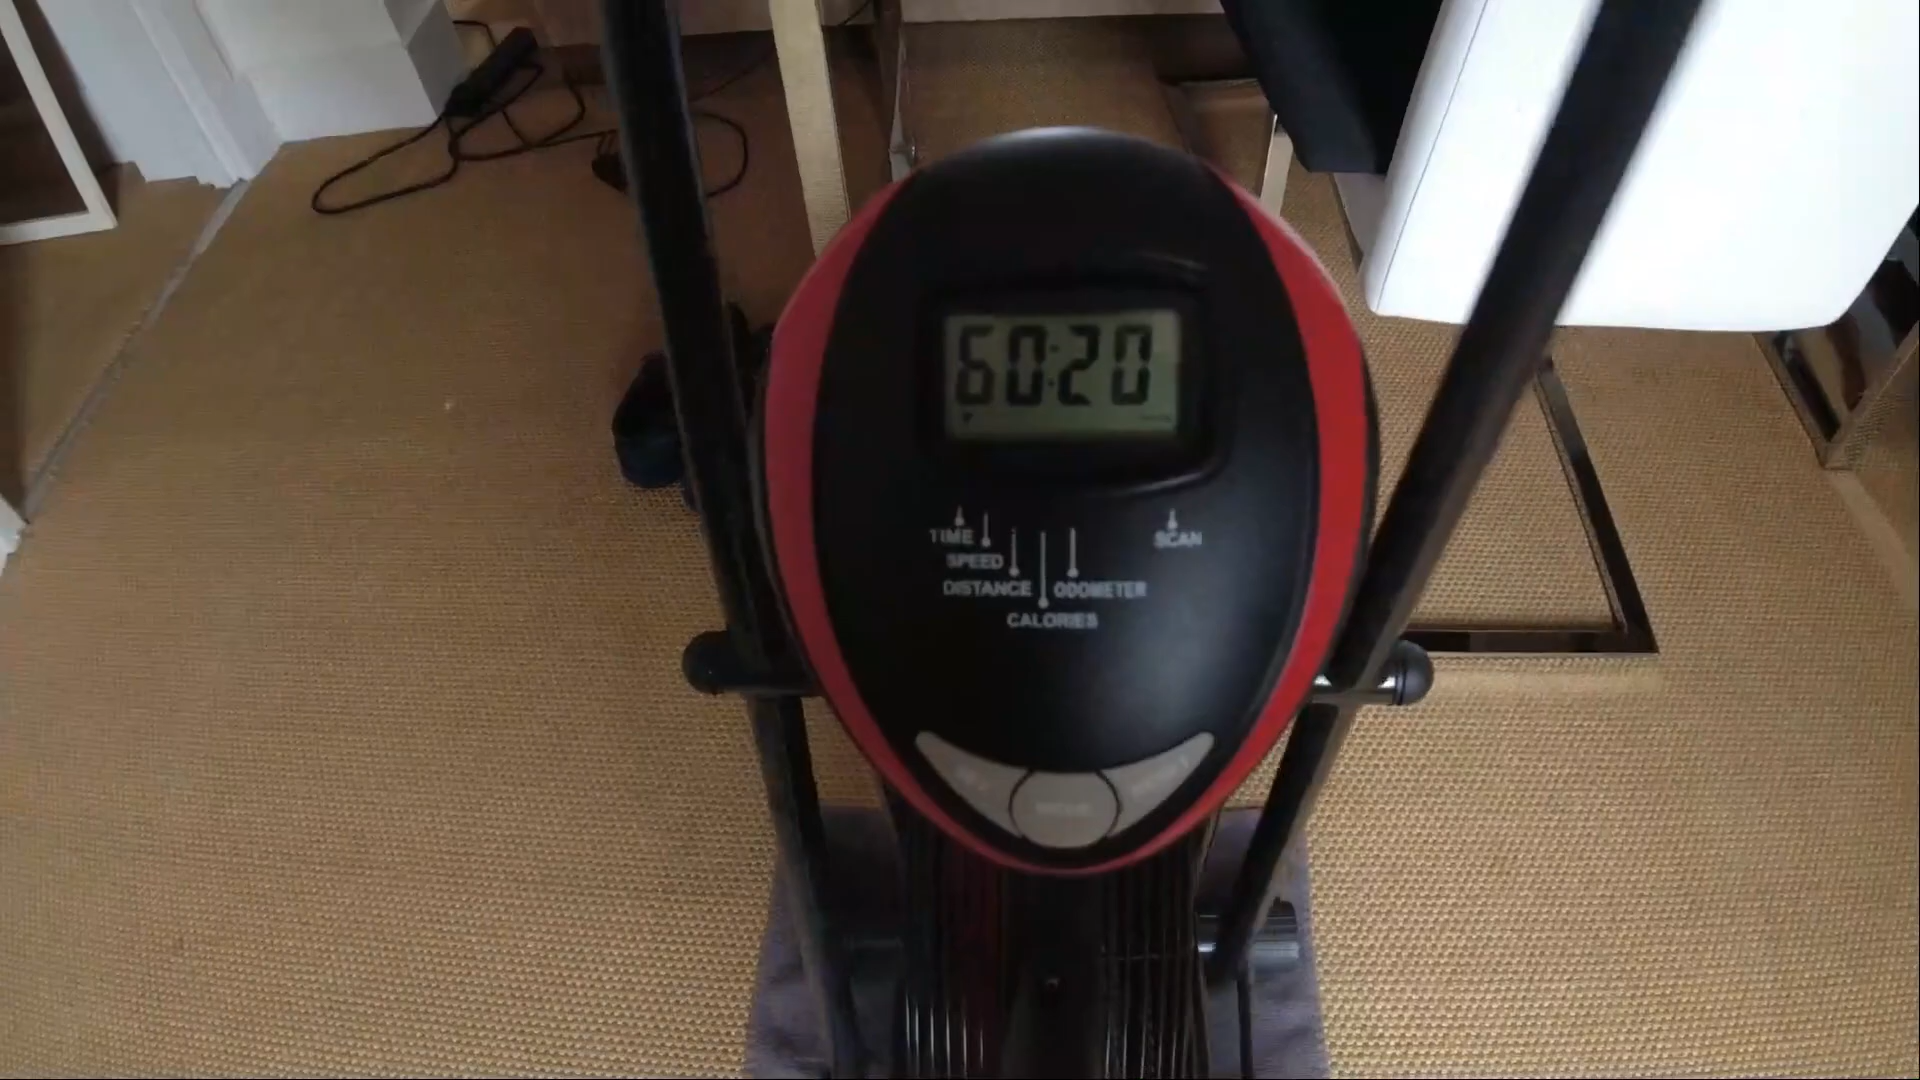 60:20
TIME
SCAN
SPEED
DISTANCE
ODOMETER
CALORIES